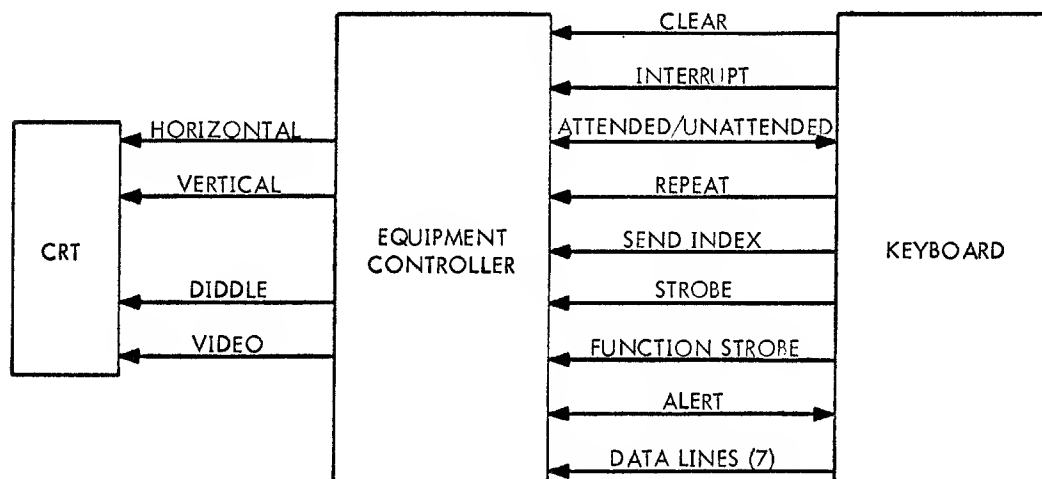 CLEAR
INTERRUPT
HORIZONTAL
ATTENDED/UNATTENDED
VERTICAL
REPEAT
CRT
EQUIPMENT
CONTROLLER
SEND INDEX
KEYBOARD
DIDDLE
STROBE
VIDEO
FUNCTION STROBE
ALERT
DATA LINES (7)